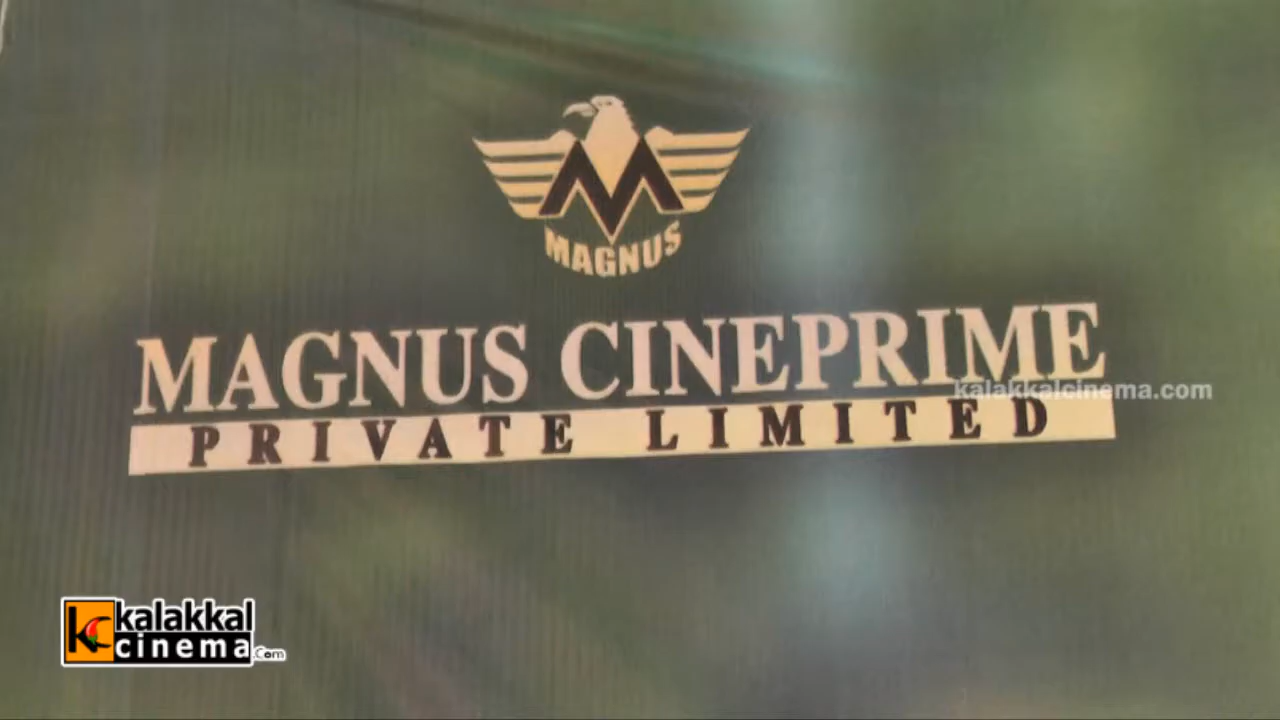 MAGNUS
MAGNUS CINEPRIME
kalakkalcinema.com
PRIVATE LIMITED
kalakkal
cinema.com